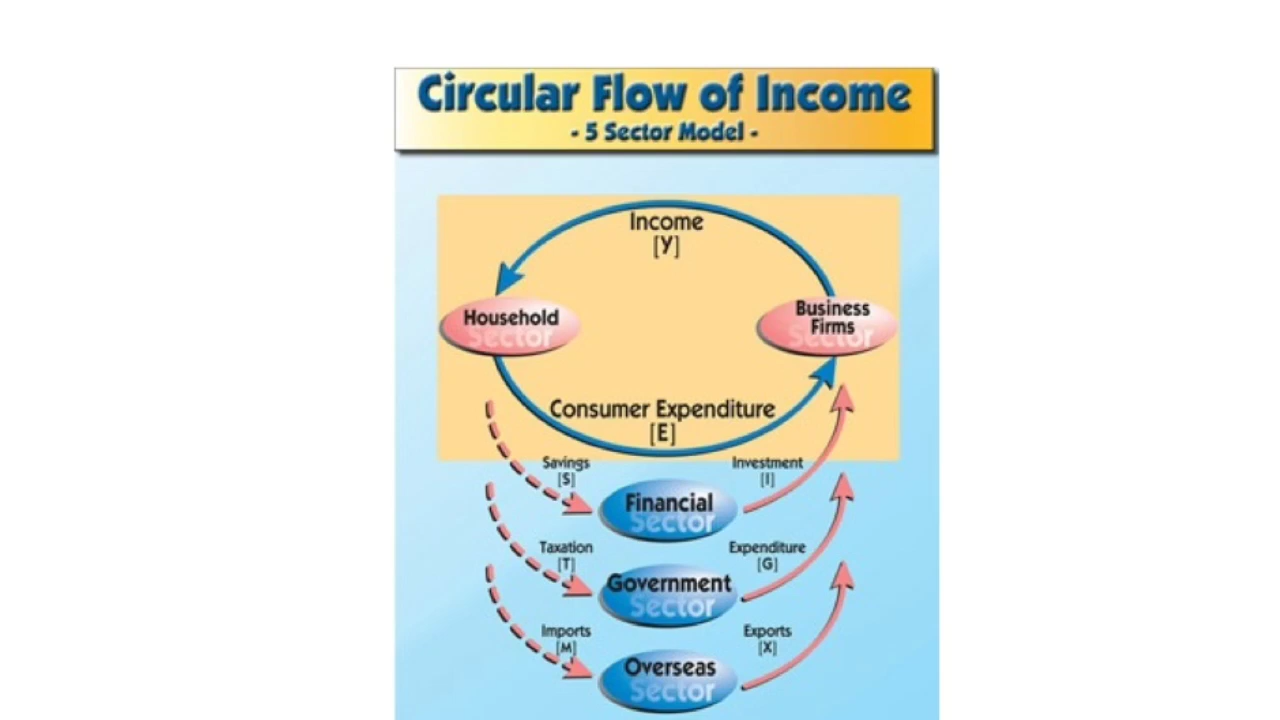 Circular Flow of Income
- 5 Sector Model -
Income
[Y]
Household
Sector
Business
Firms
Sector
Consumer Expenditure
[E]
Savings
[S]
Investment
[I]
Financial
Sector
Taxation
[T]
Expenditure
[G]
Government
Sector
Imports
[M]
Exports
[X]
Overseas
Sector